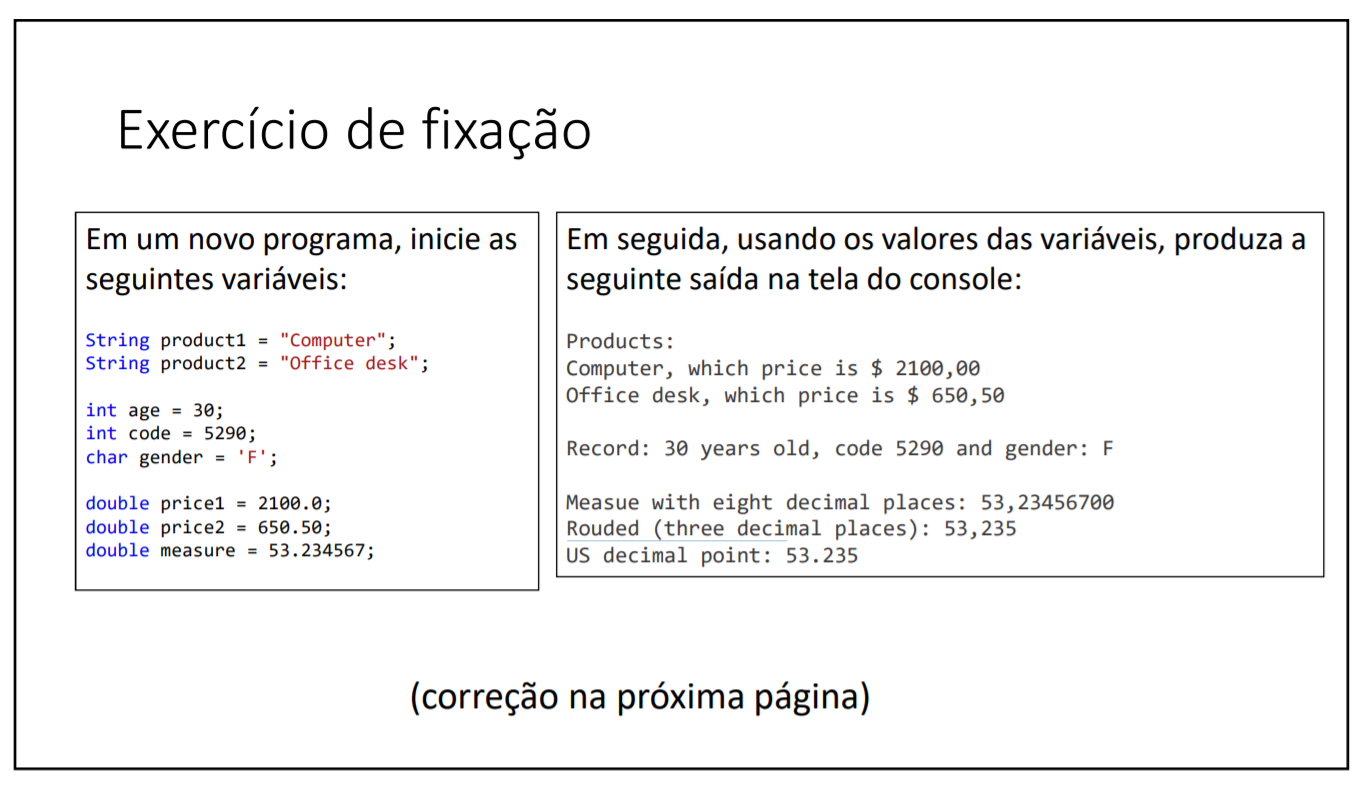 Exercício de fixação
Em um novo programa, inicie as
seguintes variáveis:
String product1 = "Computer";
String product2 = "Office desk";
int age = 30;
int code = 5290;
char gender = 'F';
double price1 = 2100.0;
double price2 = 650.50;
double measure = 53.234567;
Em seguida, usando os valores das variáveis, produza a
seguinte saída na tela do console:
Products:
Computer, which price is $ 2100,00
Office desk, which price is $ 650,50
Record: 30 years old, code 5290 and gender: F
Measue with eight decimal places: 53,23456700
Rouded (three decimal places): 53,235
US decimal point: 53.235
(correção na próxima página)